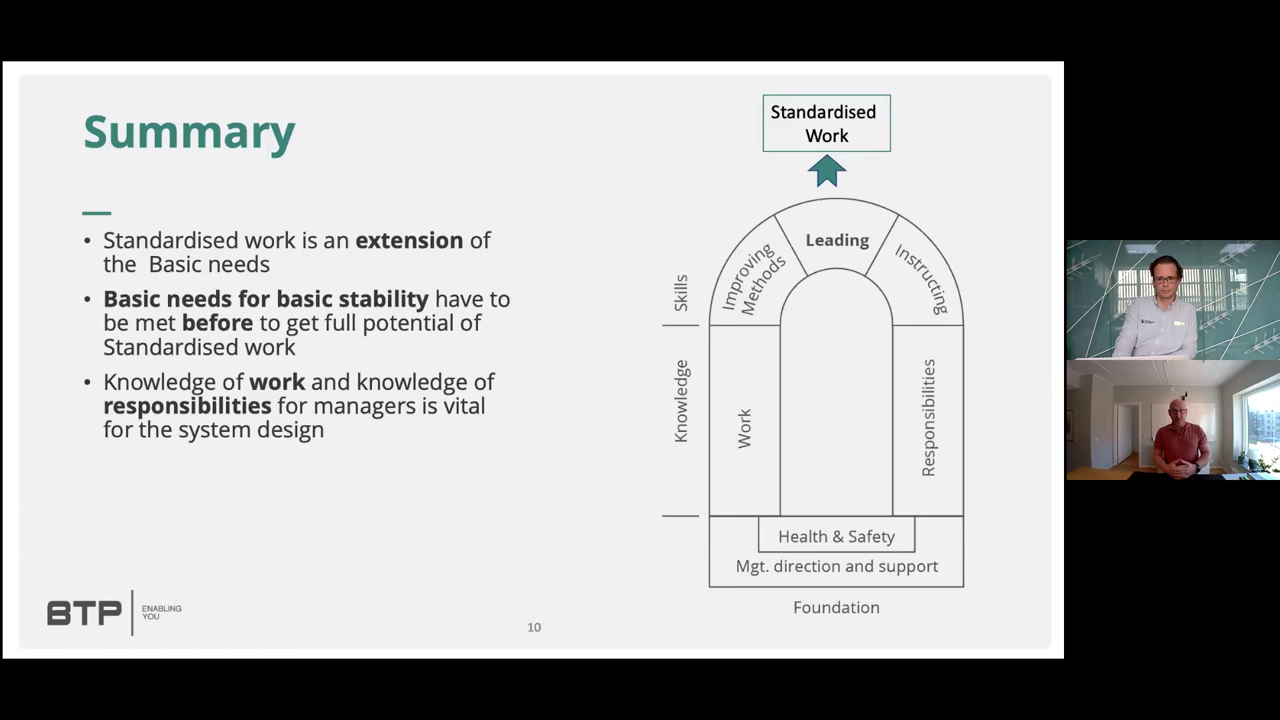 Summary
• Standardised work is an extension of
the Basic needs
• Basic needs for basic stability have to
be met before to get full potential of
Standardised work
• Knowledge of work and knowledge of
responsibilities for managers is vital
for the system design
Standardised
Work
Leading
Improving
Methods
Instructing
Skills
Knowledge
Work
Responsibilities
Health & Safety
Mgt. direction and support
Foundation
BTP
ENABLING
YOU
10